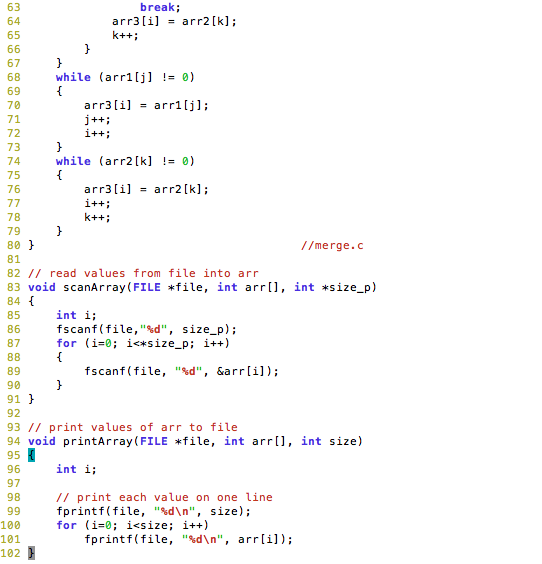 63                 break;
64             arr3[i] = arr2[k];
65             k++;
66         }
67     }
68     while (arr1[j] != 0)
69     {
70         arr3[i] = arr1[j];
71         j++;
72         i++;
73     }
74     while (arr2[k] != 0)
75     {
76         arr3[i] = arr2[k];
77         i++;
78         k++;
79     }
80 }                                      //merge.c
81
82 // read values from file into arr
83 void scanArray(FILE *file, int arr[], int *size_p)
84 {
85     int i;
86     fscanf(file,"%d", size_p);
87     for (i=0; i<*size_p; i++)
88     {
89         fscanf(file, "%d", &arr[i]);
90     }
91 }
92
93 // print values of arr to file
94 void printArray(FILE *file, int arr[], int size)
95 {
96     int i;
97
98     // print each value on one line
99     fprintf(file, "%d\n", size);
100     for (i=0; i<size; i++)
101         fprintf(file, "%d\n", arr[i]);
102 }